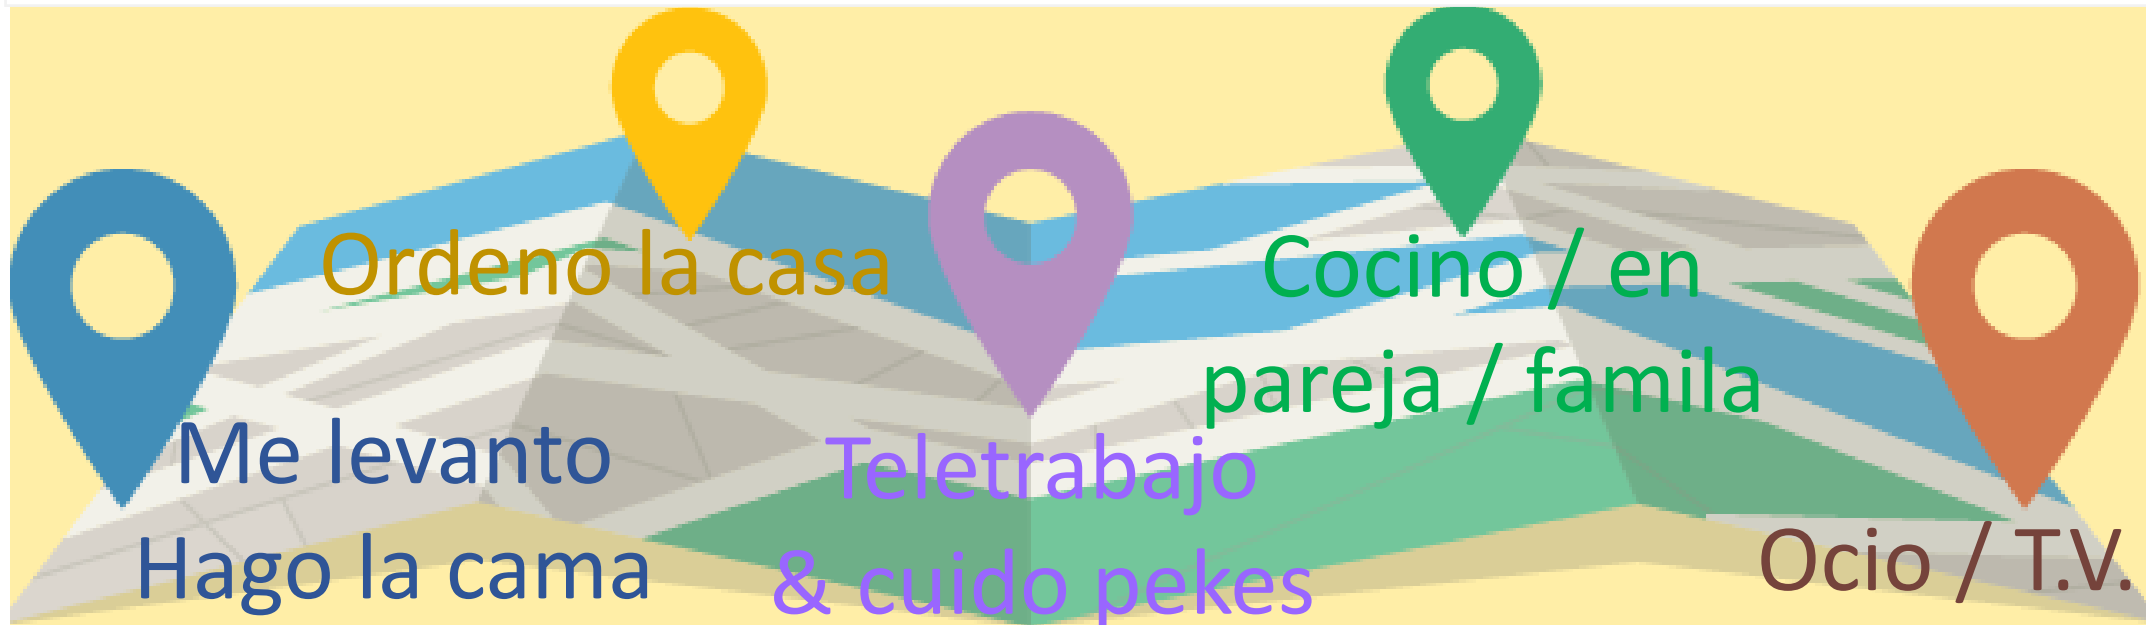 Me levanto
Hago la cama
Ordeno la casa
Teletrabajo
& cuido pekes
Cocino / en
pareja / famila
Ocio / T.V.